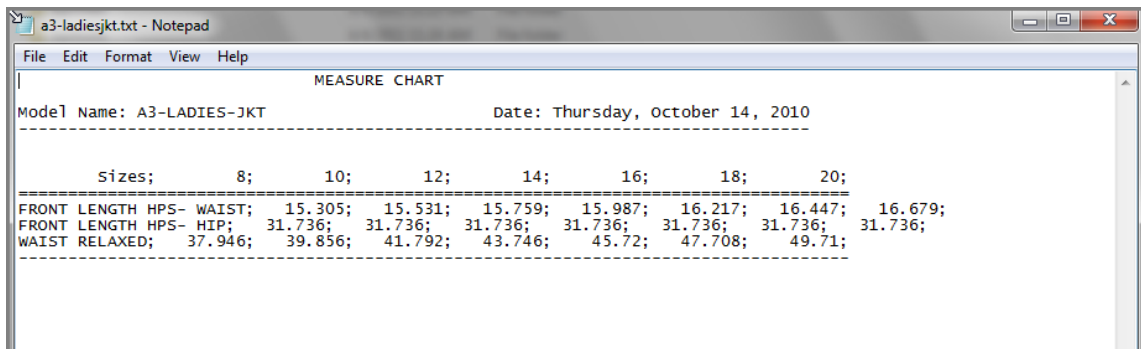 a3-ladiesjkt.txt - Notepad
File Edit Format View Help
MEASURE CHART
Model Name: A3-LADIES-JKT Date: Thursday, October 14, 2010
--------------------------------------------------------------------------------
Sizes; 8; 10; 12; 14; 16; 18; 20;
====================================================================================
FRONT LENGTH HPS- WAIST; 15.305; 15.531; 15.759; 15.987; 16.217; 16.447; 16.679;
FRONT LENGTH HPS- HIP; 31.736; 31.736; 31.736; 31.736; 31.736; 31.736; 31.736;
WAIST RELAXED; 37.946; 39.856; 41.792; 43.746; 45.72; 47.708; 49.71;
------------------------------------------------------------------------------------